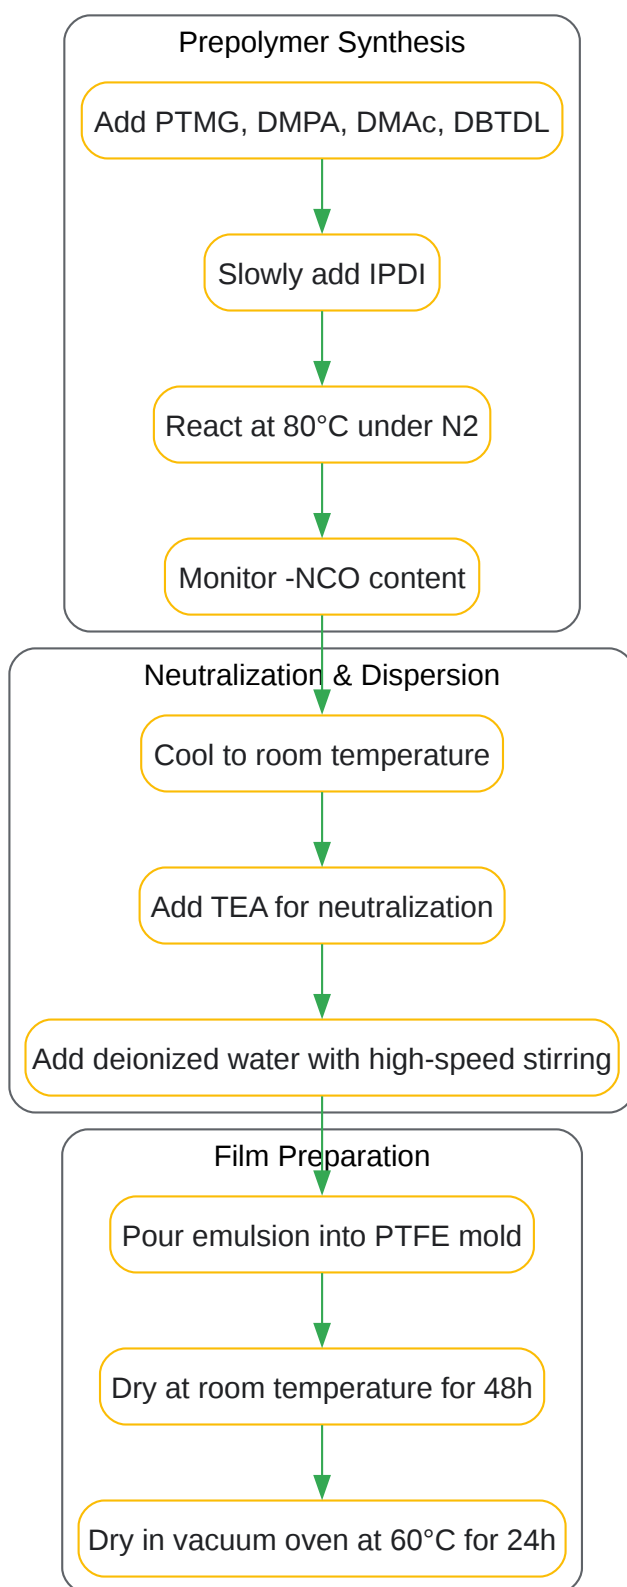 Prepolymer Synthesis
Add PTMG, DMPA, DMAc, DBTDL
Slowly add IPDI
React at 80°C under N2
Monitor -NCO content
Neutralization & Dispersion
Cool to room temperature
Add TEA for neutralization
Add deionized water with high-speed stirring
Film Preparation
Pour emulsion into PTFE mold
Dry at room temperature for 48h
Dry in vacuum oven at 60°C for 24h